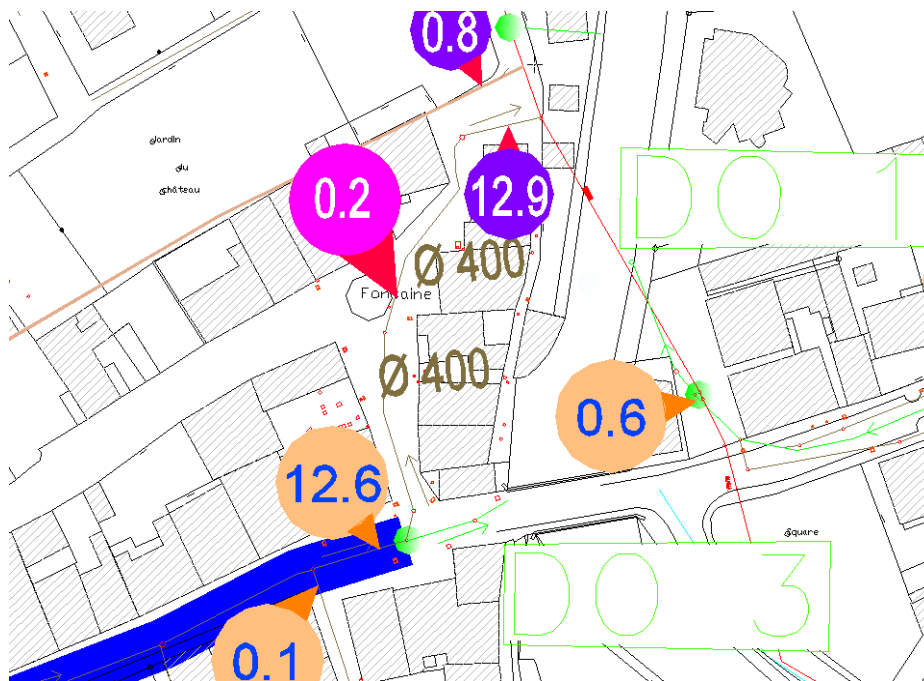 0.8
Jardin
du
château
0.2
12.9
DO 1
Ø 400
Fontaine
Ø 400
0.6
12.6
Square
DO 3
0.1